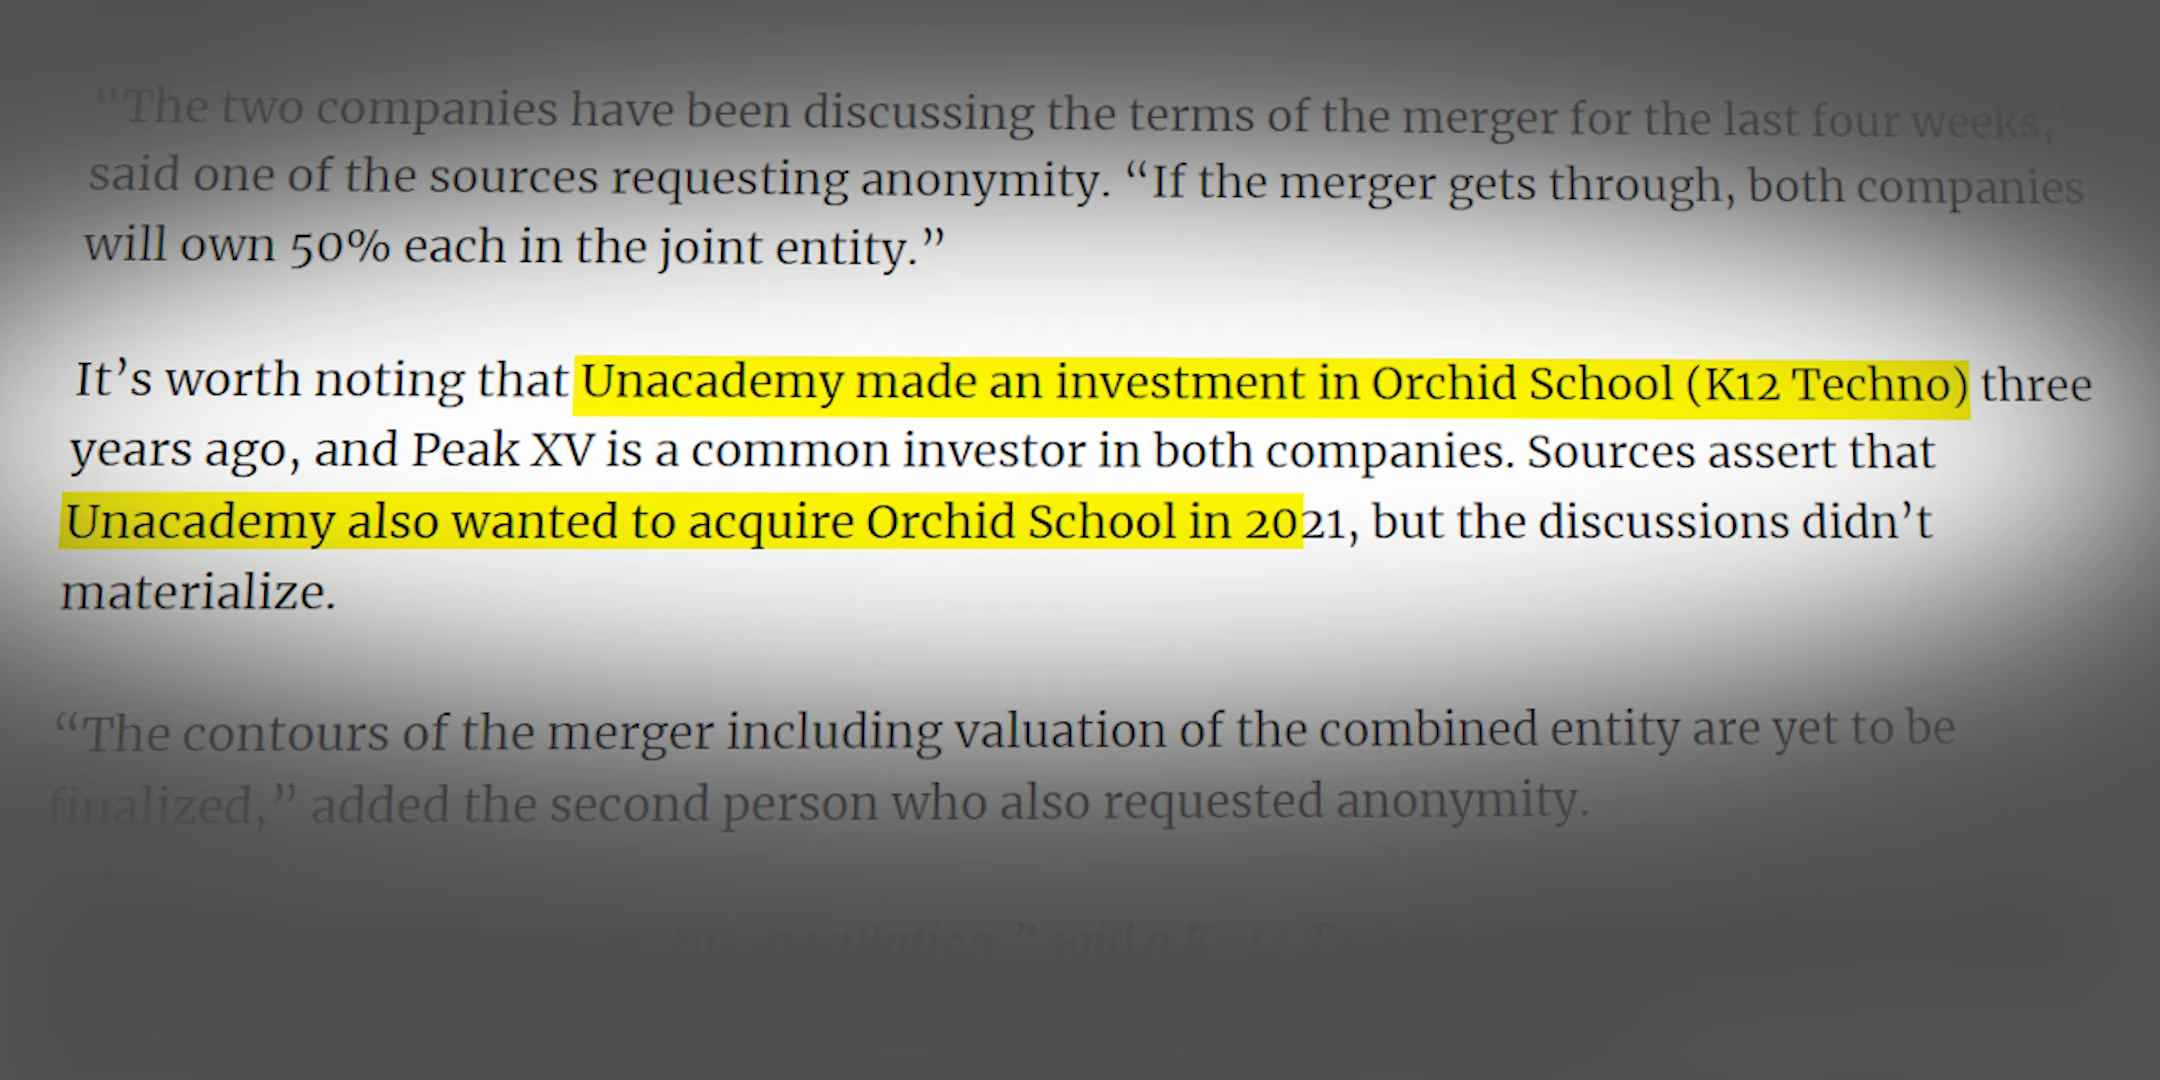 “The two companies have been discussing the terms of the merger for the last four weeks,”
said one of the sources requesting anonymity. “If the merger gets through, both companies
will own 50% each in the joint entity.”
It’s worth noting that Unacademy made an investment in Orchid School (K12 Techno) three
years ago, and Peak XV is a common investor in both companies. Sources assert that
Unacademy also wanted to acquire Orchid School in 2021, but the discussions didn’t
materialize.
“The contours of the merger including valuation of the combined entity are yet to be
finalized,” added the second person who also requested anonymity.
speculation,” said a